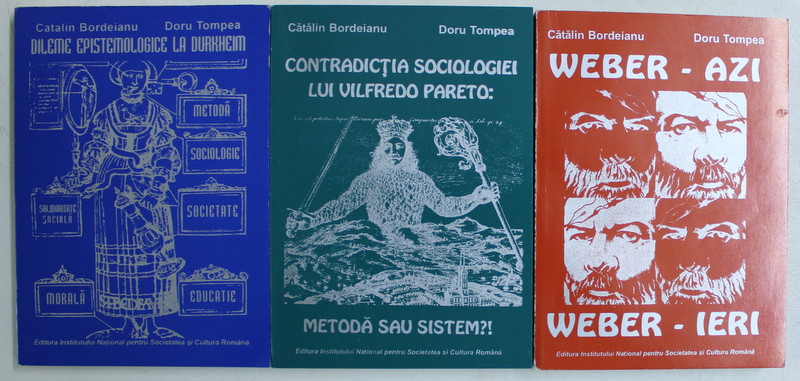 Catalin Bordeianu Doru Tompea
DILEME EPISTEMOLOGICE LA DURKHEIM
METODĂ
SOCIOLOGIE
SOLIDARITATE
SOCIALĂ
SOCIETATE
MORALĂ
EDUCATIE
Editura Institutului Național pentru Societatea și Cultura Română
Cătălin Bordeianu Doru Tompea
CONTRADICȚIA SOCIOLOGIEI
LUI VILFREDO PARETO:
METODĂ SAU SISTEM?!
Editura Institutului Național pentru Societatea și Cultura Română
Cătălin Bordeianu Doru Tompea
WEBER - AZI
WEBER - IERI
Editura Institutului Național pentru Societatea și Cultura Română